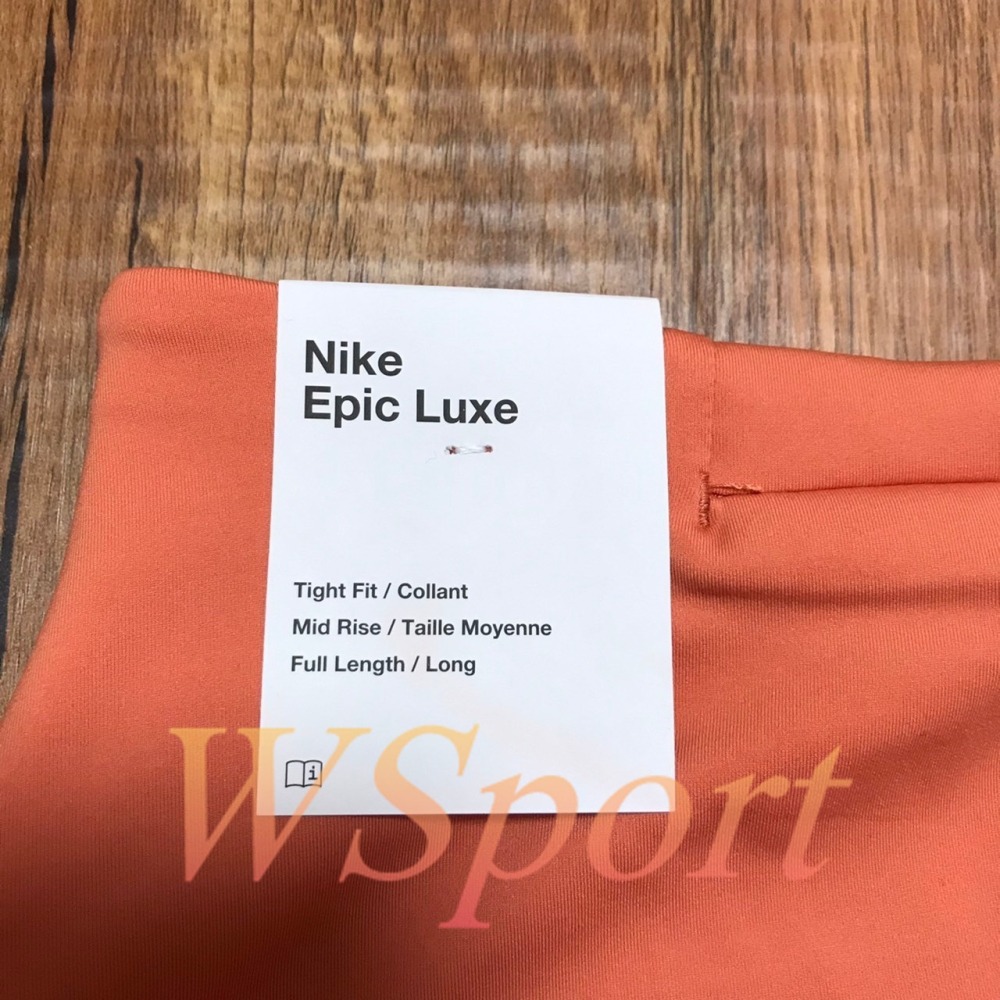 Nike
Epic Luxe
Tight Fit / Collant
Mid Rise / Taille Moyenne
Full Length / Long
i
WSport